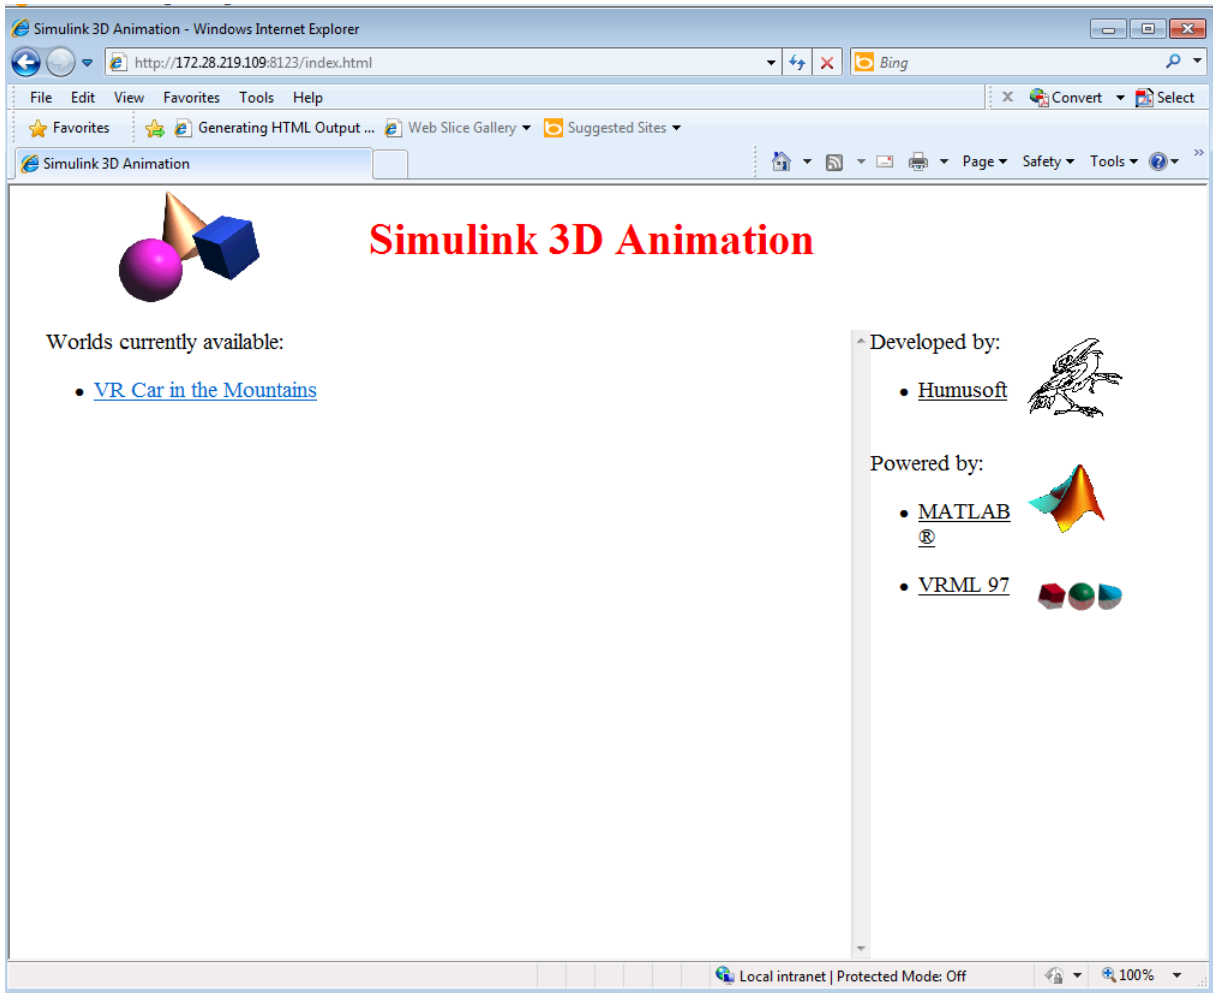 Simulink 3D Animation - Windows Internet Explorer
http://172.28.219.109:8123/index.html
Bing
File Edit View Favorites Tools Help
Convert Select
Favorites Generating HTML Output ... Web Slice Gallery Suggested Sites
Simulink 3D Animation
Page Safety Tools
Simulink 3D Animation
Worlds currently available:
• VR Car in the Mountains
Developed by:
• Humusoft
Powered by:
• MATLAB
®
• VRML 97
Local intranet | Protected Mode: Off
100%